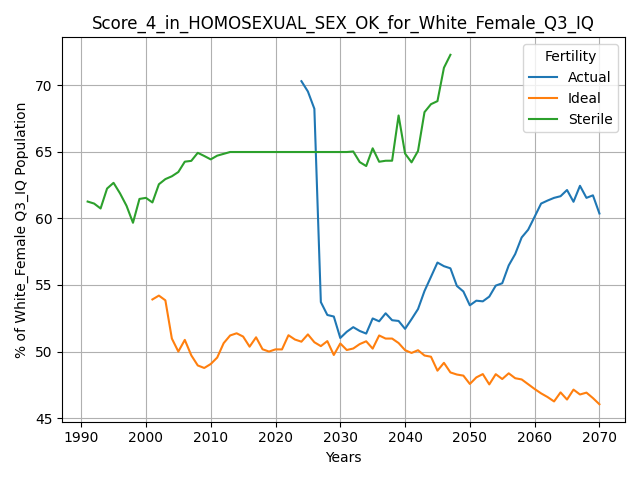 Score_4_in_HOMOSEXUAL_SEX_OK_for_White_Female_Q3_IQ
Fertility
Actual
Ideal
Sterile
% of White_Female Q3_IQ Population
70
65
60
55
50
45
1990 2000 2010 2020 2030 2040 2050 2060 2070
Years